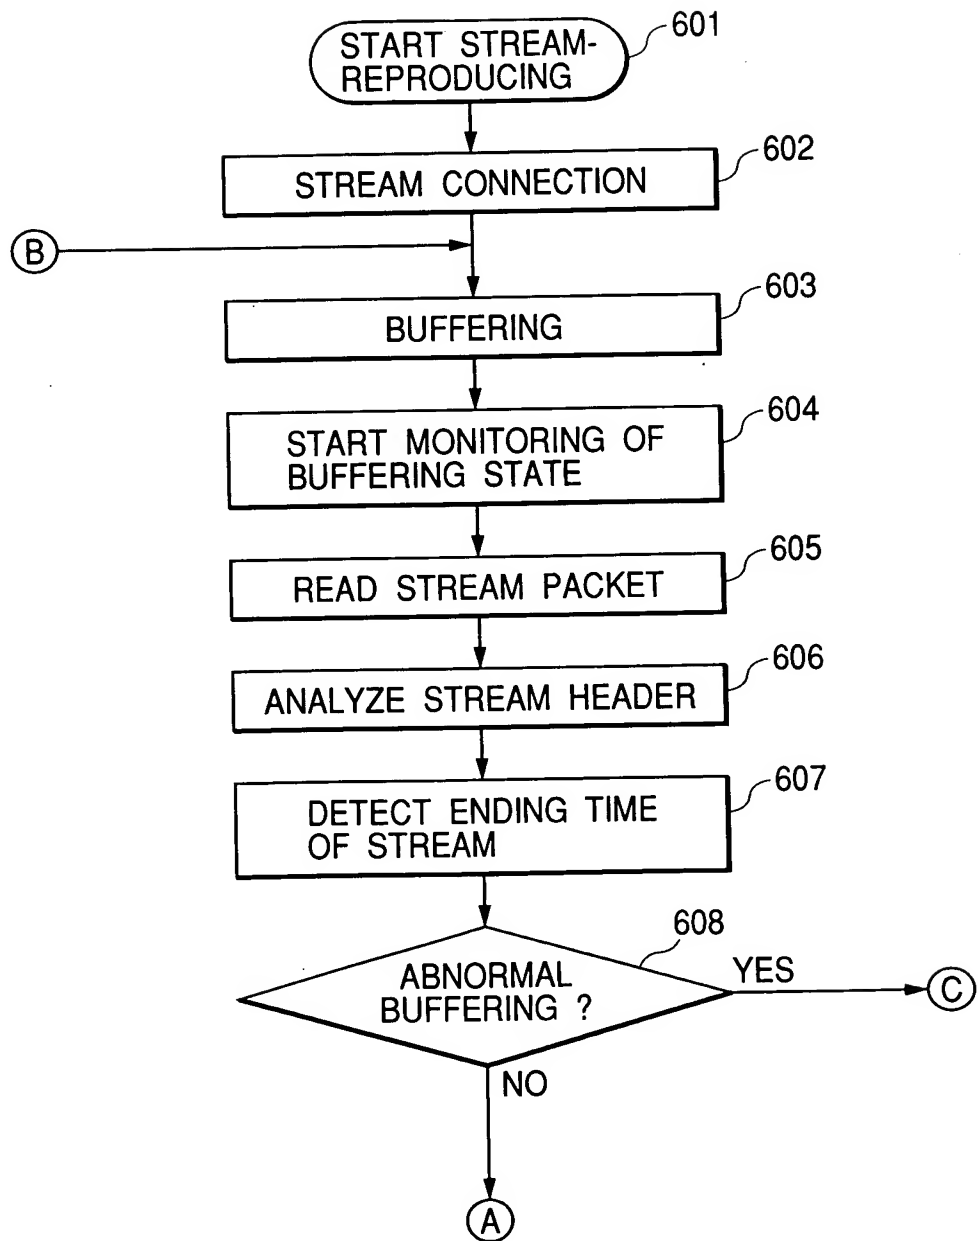 START STREAM-
REPRODUCING
601
STREAM CONNECTION
602
B
BUFFERING
603
START MONITORING OF
BUFFERING STATE
604
READ STREAM PACKET
605
ANALYZE STREAM HEADER
606
DETECT ENDING TIME
OF STREAM
607
ABNORMAL
BUFFERING ?
608
YES
C
NO
A